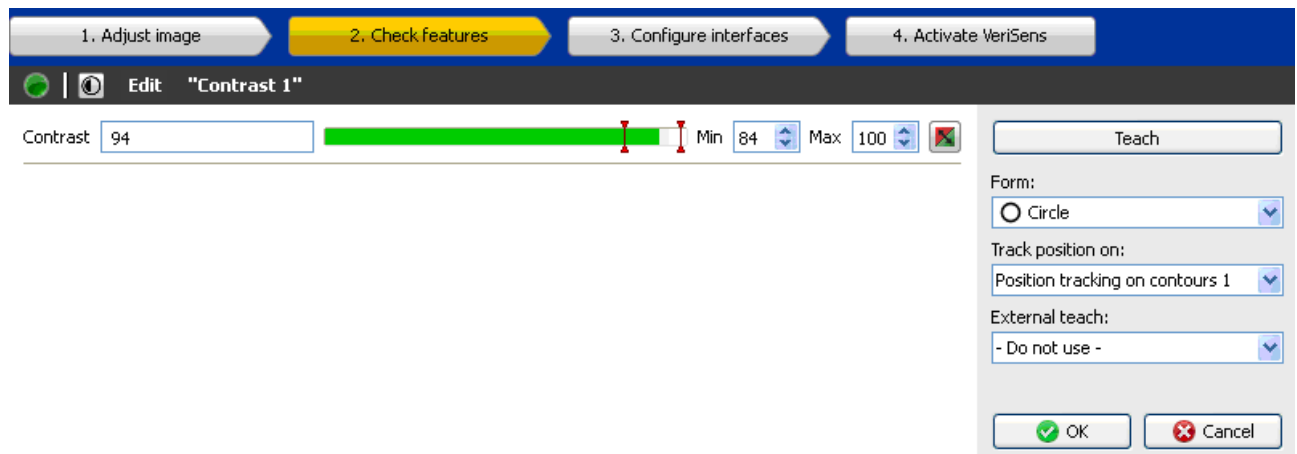 1. Adjust image 2. Check features 3. Configure interfaces 4. Activate VeriSens
Edit "Contrast 1"
Contrast 94 Min 84 Max 100
Teach
Form:
Circle
Track position on:
Position tracking on contours 1
External teach:
- Do not use -
OK Cancel